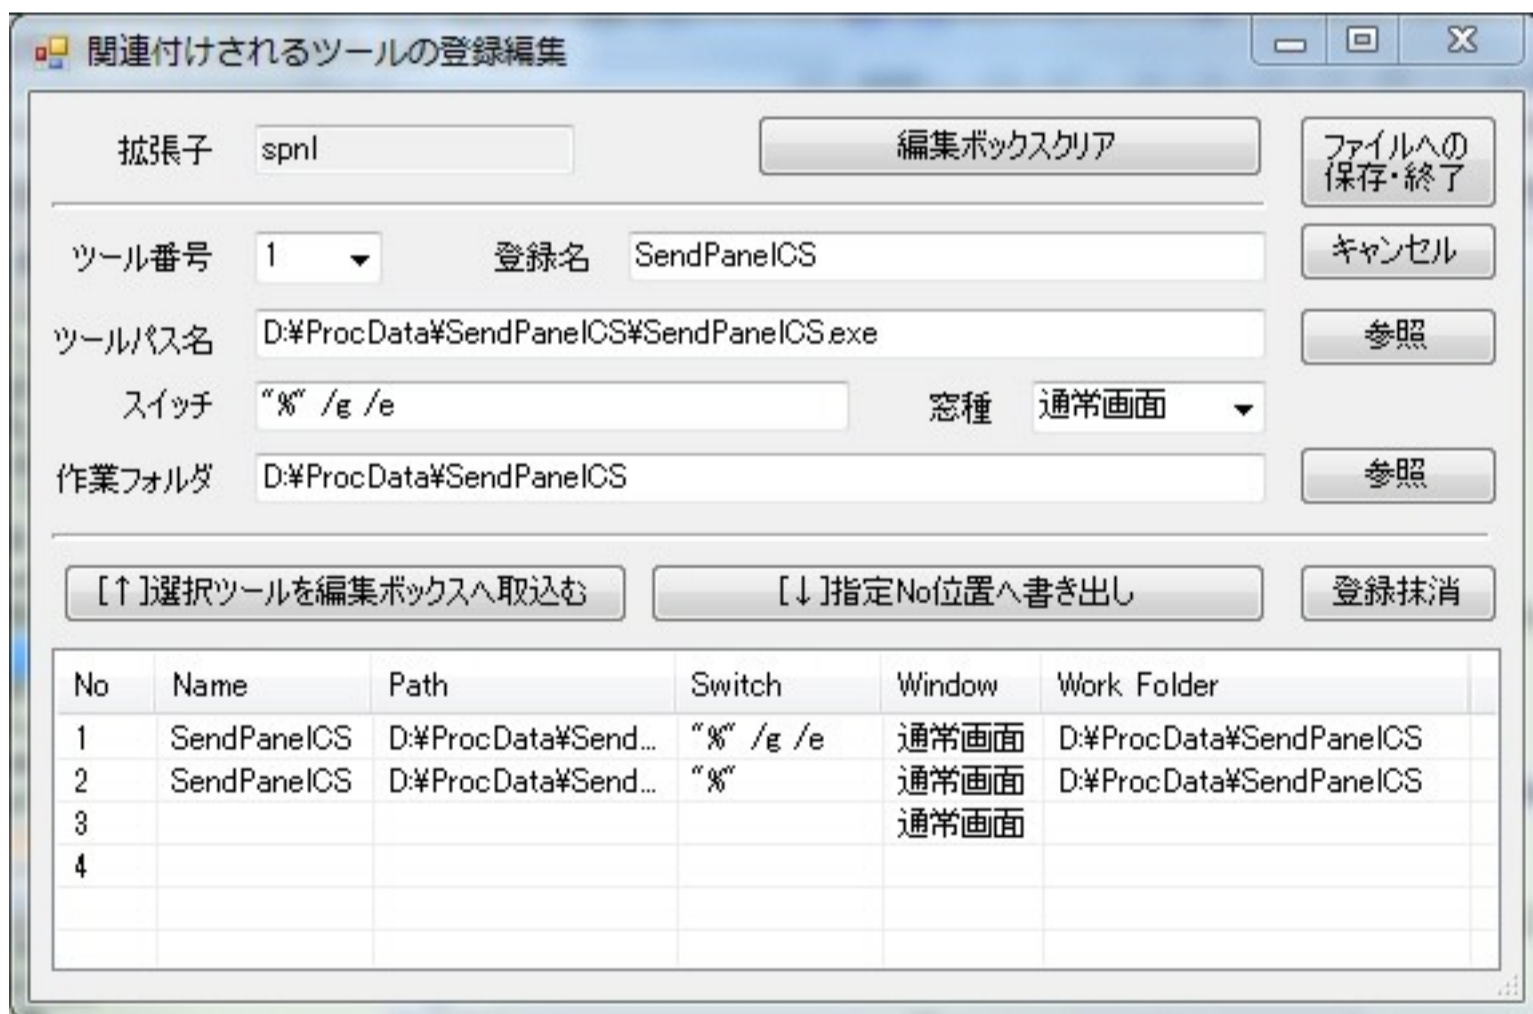 関連付けされるツールの登録編集
拡張子 spnl 編集ボックスクリア ファイルへの
保存・終了
ツール番号 1 登録名 SendPanelCS キャンセル
ツールパス名 D:¥ProcData¥SendPanelCS¥SendPanelCS.exe 参照
スイッチ "%" /g /e 窓種 通常画面
作業フォルダ D:¥ProcData¥SendPanelCS 参照
[↑]選択ツールを編集ボックスへ取込む [↓]指定No位置へ書き出し 登録抹消
No Name Path Switch Window Work Folder
1 SendPanelCS D:¥ProcData¥Send... "%" /g /e 通常画面 D:¥ProcData¥SendPanelCS
2 SendPanelCS D:¥ProcData¥Send... "%" 通常画面 D:¥ProcData¥SendPanelCS
3 通常画面
4